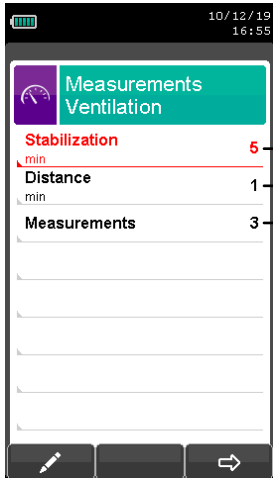 10/12/19
16:55
Measurements
Ventilation
Stabilization
min
5
Distance
min
1
Measurements
3